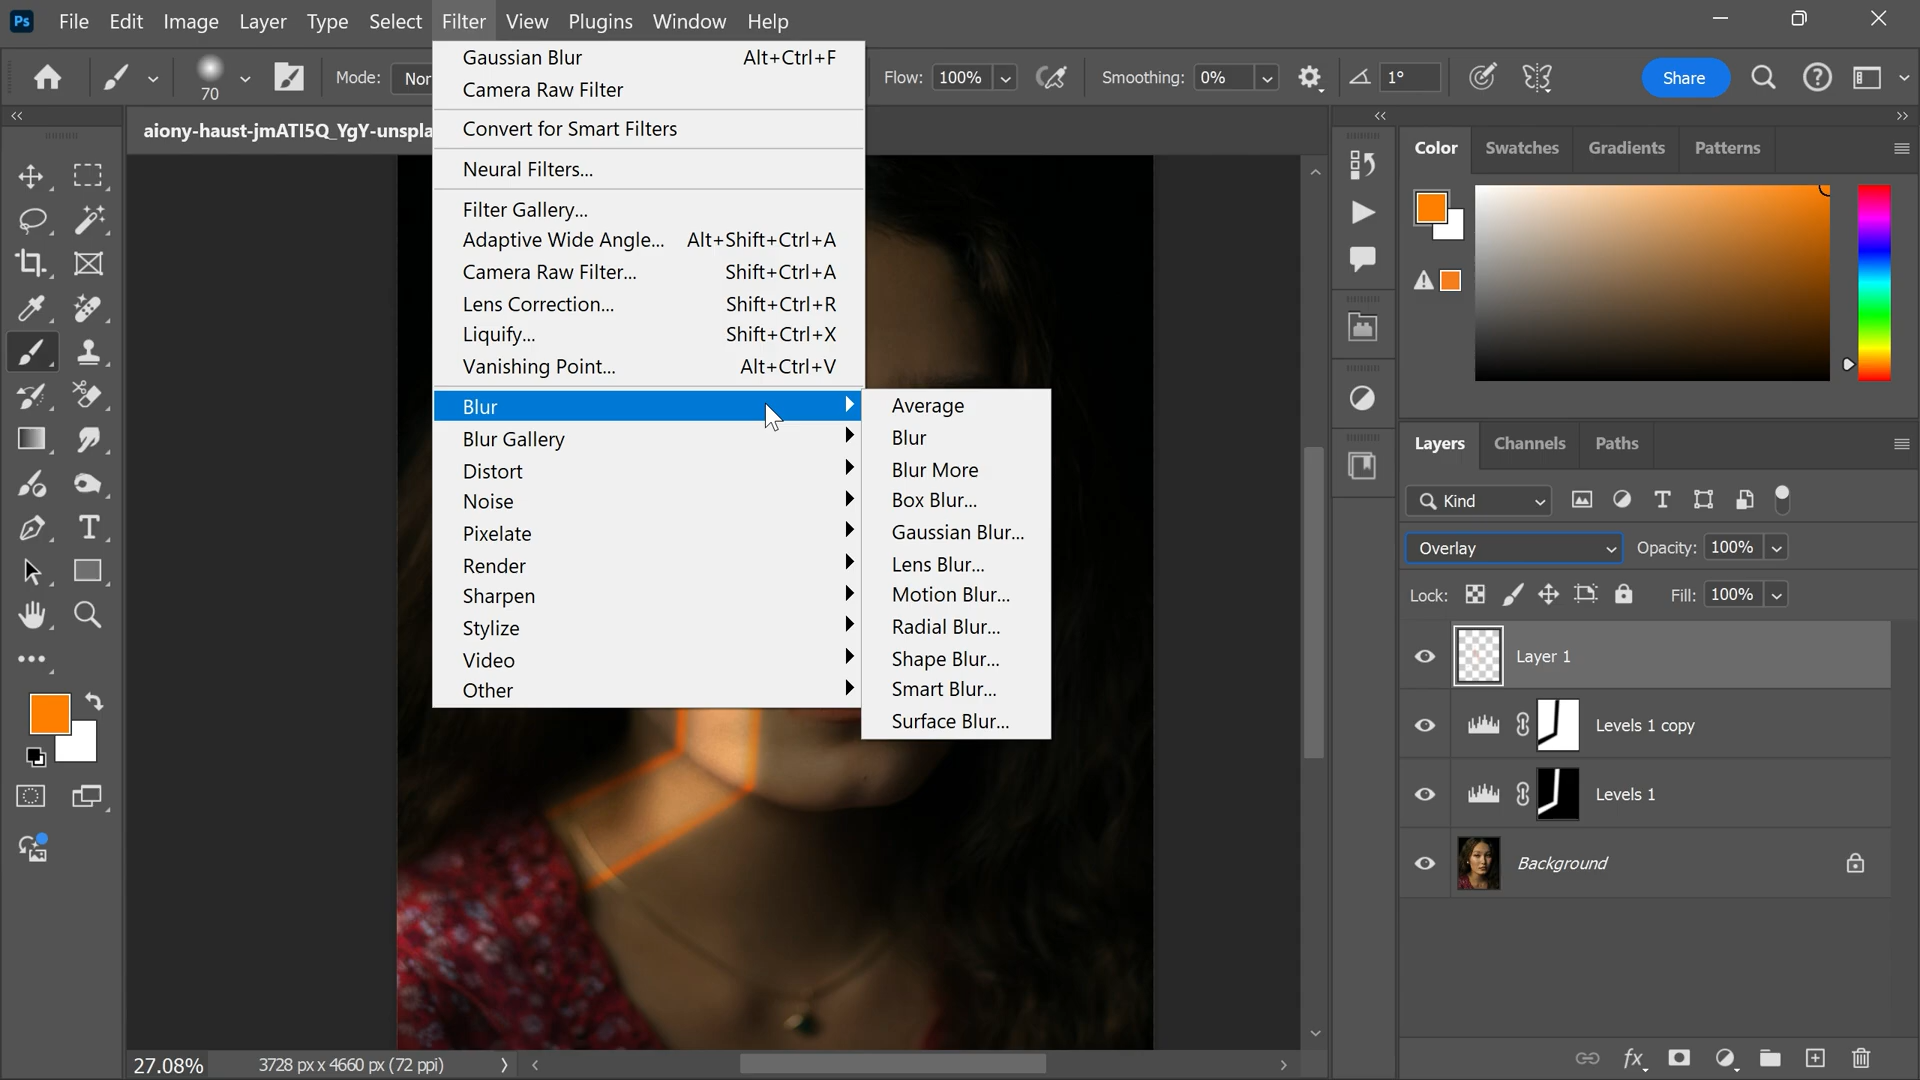 Ps File Edit Image Layer Type Select Filter View Plugins Window Help
70 Mode: Nor Flow: 100% Smoothing: 0% 1° Share
aiony-haust-jmATI5Q_YgY-unspla
Gaussian Blur Alt+Ctrl+F
Camera Raw Filter
Convert for Smart Filters
Neural Filters...
Filter Gallery...
Adaptive Wide Angle... Alt+Shift+Ctrl+A
Camera Raw Filter... Shift+Ctrl+A
Lens Correction... Shift+Ctrl+R
Liquify... Shift+Ctrl+X
Vanishing Point... Alt+Ctrl+V
Blur
Blur Gallery
Distort
Noise
Pixelate
Render
Sharpen
Stylize
Video
Other
Average
Blur
Blur More
Box Blur...
Gaussian Blur...
Lens Blur...
Motion Blur...
Radial Blur...
Shape Blur...
Smart Blur...
Surface Blur...
Color Swatches Gradients Patterns
Layers Channels Paths
Kind
Overlay Opacity: 100%
Lock: Fill: 100%
Layer 1
Levels 1 copy
Levels 1
Background
fx
27.08% 3728 px x 4660 px (72 ppi)